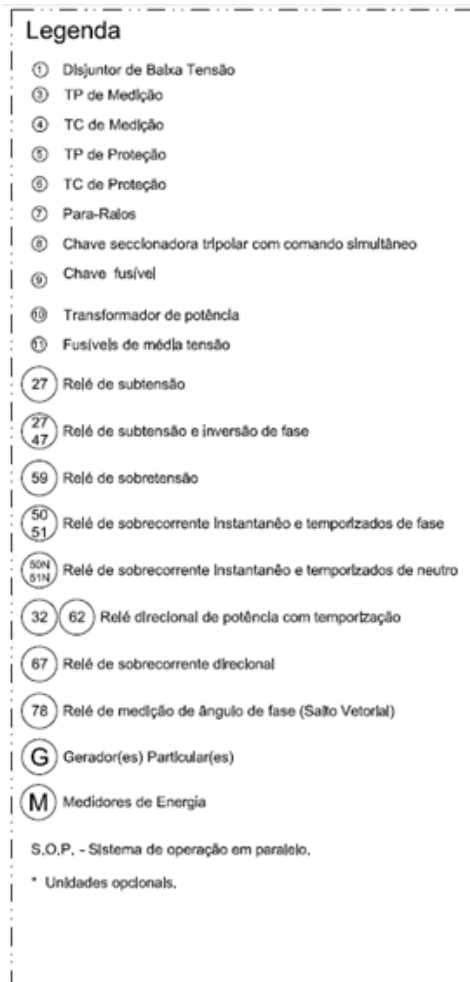 Legenda
① Disjuntor de Baixa Tensão
③ TP de Medição
④ TC de Medição
⑤ TP de Proteção
⑥ TC de Proteção
⑦ Para-Raios
⑧ Chave seccionadora tripolar com comando simultâneo
⑨ Chave fusível
⑩ Transformador de potência
⑪ Fusíveis de média tensão
27 Relé de subtensão
27
47 Relé de subtensão e inversão de fase
59 Relé de sobretensão
50
51 Relé de sobrecorrente Instantanêo e temporizados de fase
50N
51N Relé de sobrecorrente Instantanêo e temporizados de neutro
32 62 Relé direcional de potência com temporização
67 Relé de sobrecorrente direcional
78 Relé de medição de ângulo de fase (Salto Vetorial)
G Gerador(es) Particular(es)
M Medidores de Energia
S.O.P. - Sistema de operação em paralelo.
* Unidades opcionais.